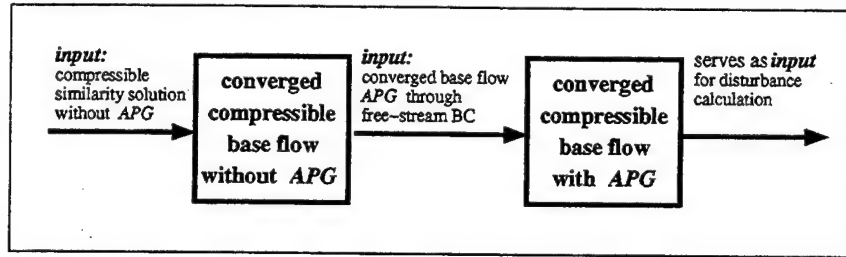 input:
compressible
similarity solution
without APG
converged
compressible
base flow
without APG
input:
converged base flow
APG through
free-stream BC
converged
compressible
base flow
with APG
serves as input
for disturbance
calculation